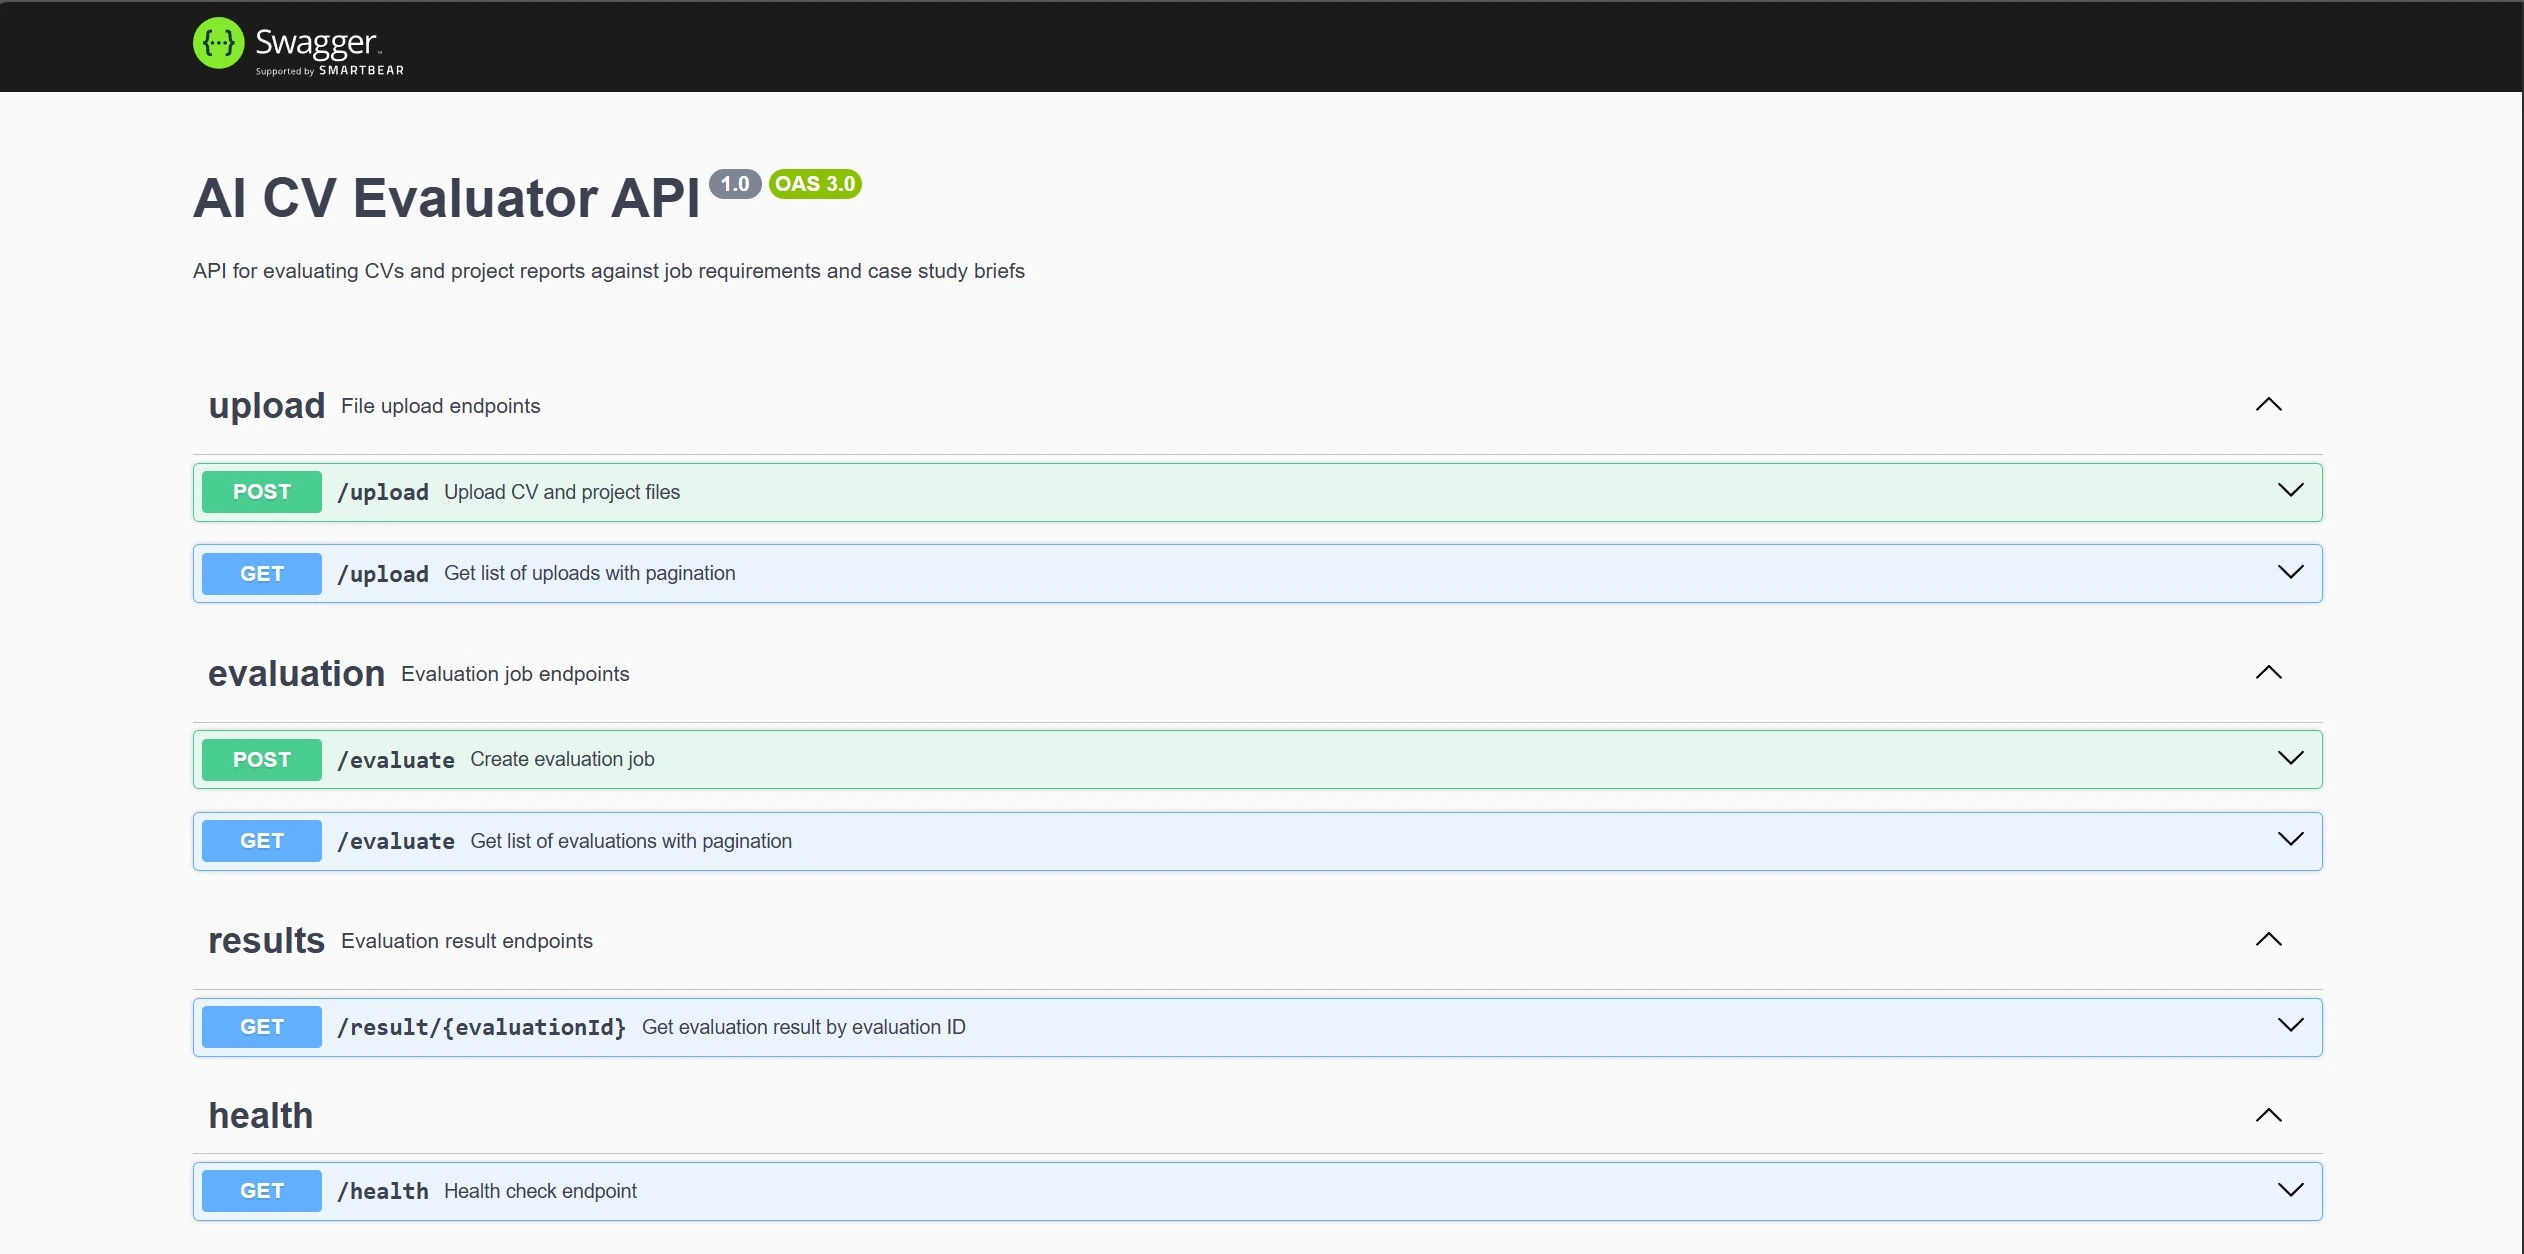 Swagger
Supported by SMARTBEAR
AI CV Evaluator API 1.0 OAS 3.0
API for evaluating CVs and project reports against job requirements and case study briefs
upload File upload endpoints
POST /upload Upload CV and project files
GET /upload Get list of uploads with pagination
evaluation Evaluation job endpoints
POST /evaluate Create evaluation job
GET /evaluate Get list of evaluations with pagination
results Evaluation result endpoints
GET /result/{evaluationId} Get evaluation result by evaluation ID
health
GET /health Health check endpoint